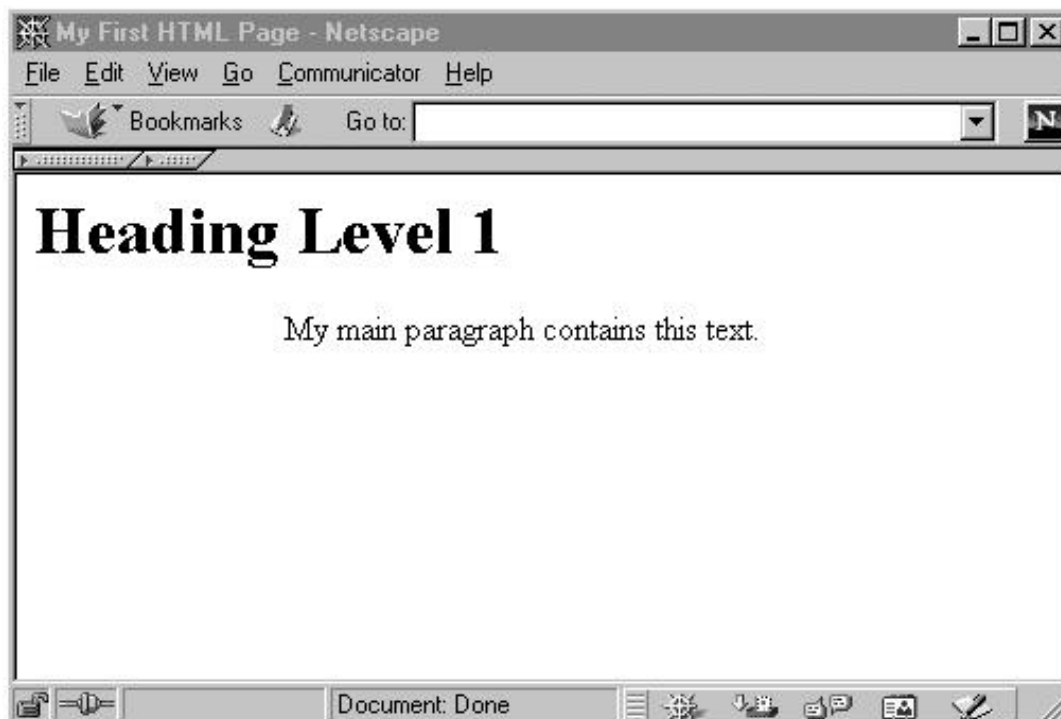 My First HTML Page - Netscape
File Edit View Go Communicator Help
Bookmarks Go to: N
Heading Level 1
My main paragraph contains this text.
Document: Done